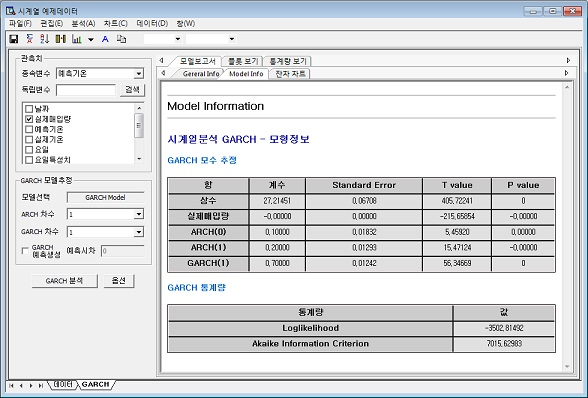 시계열 예제데이터
파일(F) 편집(E) 분석(A) 차트(C) 데이터(D) 창(W)
관측치
종속변수 예측기온
독립변수 검색
날짜
실제매입량
예측기온
실제기온
요일
요일특성치
GARCH 모델추정
모델선택 GARCH Model
ARCH 차수 1
GARCH 차수 1
GARCH 예측생성 예측시차 0
GARCH 분석 옵션
모델보고서 플롯 보기 통계량 보기
Gereral Info Model Info 잔차 차트
Model Information
시계열분석 GARCH - 모형정보
GARCH 모수 추정
항 계수 Standard Error T value P value
상수 27,21451 0,06708 405,72241 0
실제매입량 -0,00000 0,00000 -215,65854 -0,00000
ARCH(0) 0,10000 0,01832 5,45920 0,00000
ARCH(1) 0,20000 0,01293 15,47124 -0,00000
GARCH(1) 0,70000 0,01242 56,34669 0
GARCH 통계량
통계량 값
Loglikelihood -3502,81492
Akaike Information Criterion 7015,62983
데이터 GARCH